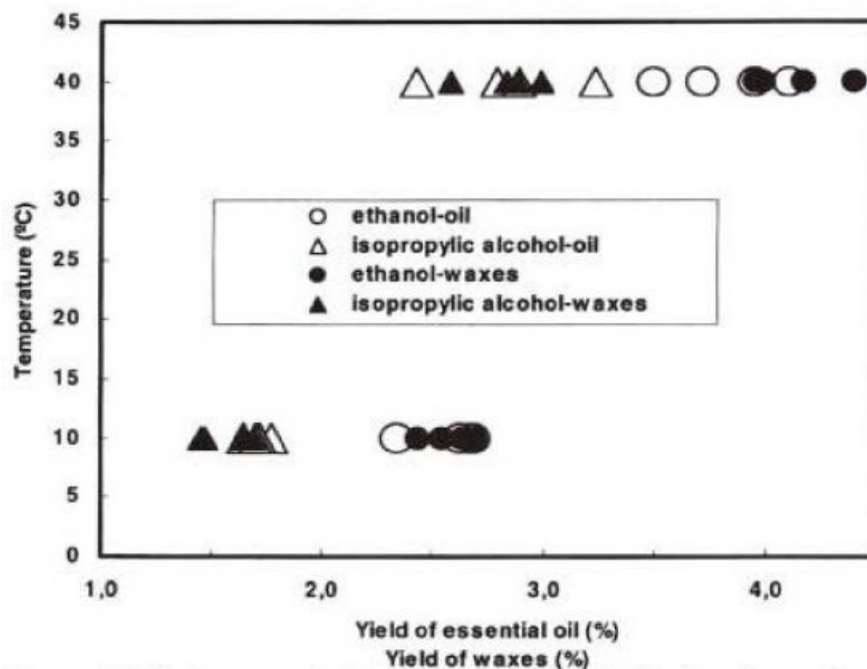 45
40
35
30
25
20
15
10
5
0
Temperature (ºC)
ethanol-oil
isopropylic alcohol-oil
ethanol-waxes
isopropylic alcohol-waxes
1,0 2,0 3,0 4,0
Yield of essential oil (%)
Yield of waxes (%)